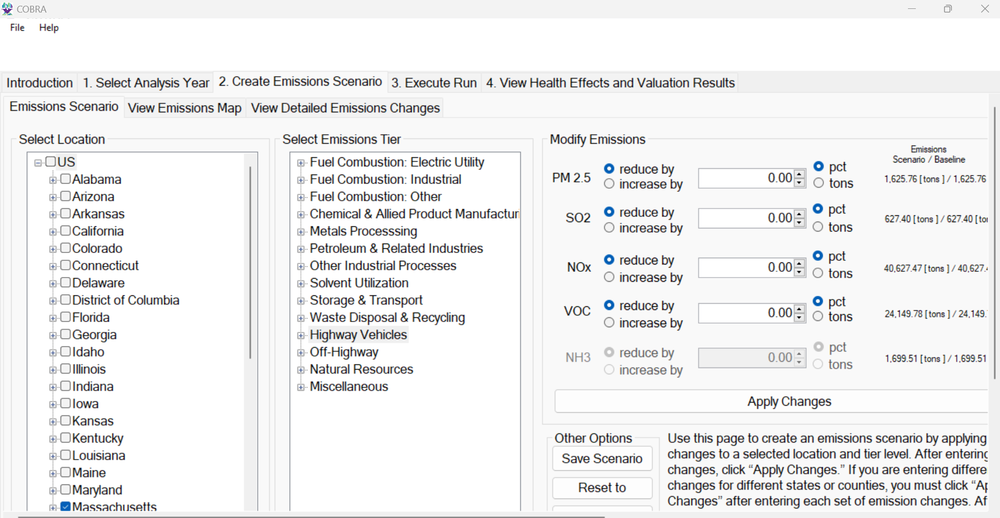 COBRA
File Help
Introduction 1. Select Analysis Year 2. Create Emissions Scenario 3. Execute Run 4. View Health Effects and Valuation Results
Emissions Scenario View Emissions Map View Detailed Emissions Changes
Select Location
US
Alabama
Arizona
Arkansas
California
Colorado
Connecticut
Delaware
District of Columbia
Florida
Georgia
Idaho
Illinois
Indiana
Iowa
Kansas
Kentucky
Louisiana
Maine
Maryland
Massachusetts
Select Emissions Tier
Fuel Combustion: Electric Utility
Fuel Combustion: Industrial
Fuel Combustion: Other
Chemical & Allied Product Manufacturi
Metals Processsing
Petroleum & Related Industries
Other Industrial Processes
Solvent Utilization
Storage & Transport
Waste Disposal & Recycling
Highway Vehicles
Off-Highway
Natural Resources
Miscellaneous
Modify Emissions
Emissions
Scenario / Baseline
PM 2.5 reduce by 0.00 pct 1,625.76 [tons ] / 1,625.76
increase by tons
SO2 reduce by 0.00 pct 627.40 [tons ] / 627.40 [to
increase by tons
NOx reduce by 0.00 pct 40,627.47 [tons ] / 40,627.
increase by tons
VOC reduce by 0.00 pct 24,149.78 [tons ] / 24,149.
increase by tons
NH3 reduce by 0.00 pct 1,699.51 [tons ] / 1,699.51
increase by tons
Apply Changes
Other Options
Save Scenario
Reset to
Use this page to create an emissions scenario by applying
changes to a selected location and tier level. After entering
changes, click “Apply Changes.” If you are entering differe
changes for different states or counties, you must click “Ap
Changes” after entering each set of emission changes. Af